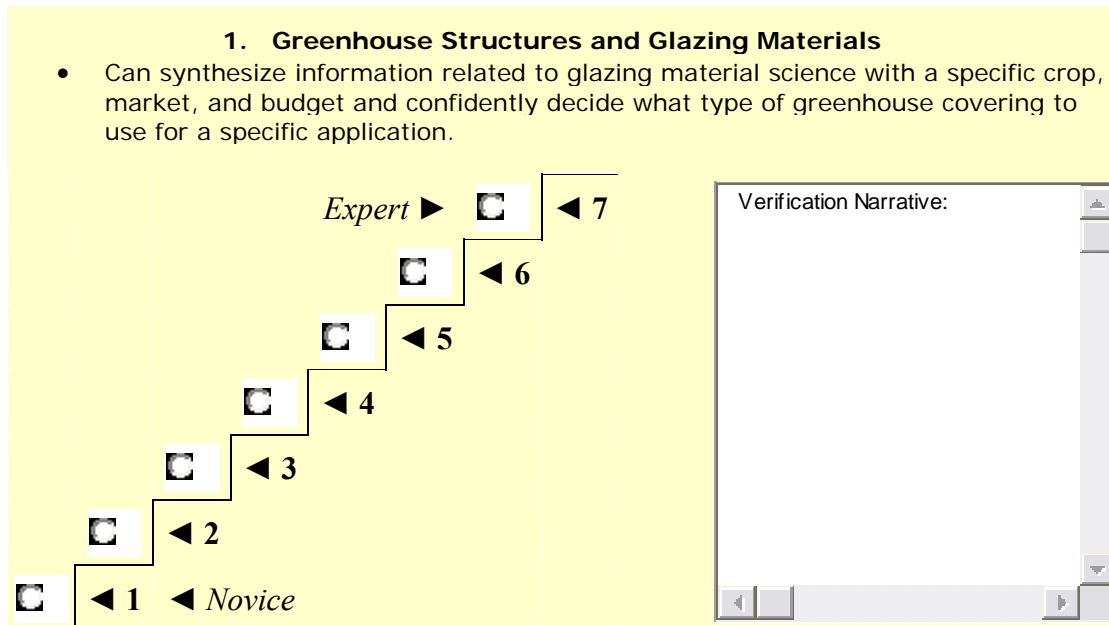 1. Greenhouse Structures and Glazing Materials
• Can synthesize information related to glazing material science with a specific crop,
market, and budget and confidently decide what type of greenhouse covering to
use for a specific application.
Expert ► ◄ 7
Verification Narrative:
◄ 6
◄ 5
◄ 4
◄ 3
◄ 2
◄ 1 ◄ Novice